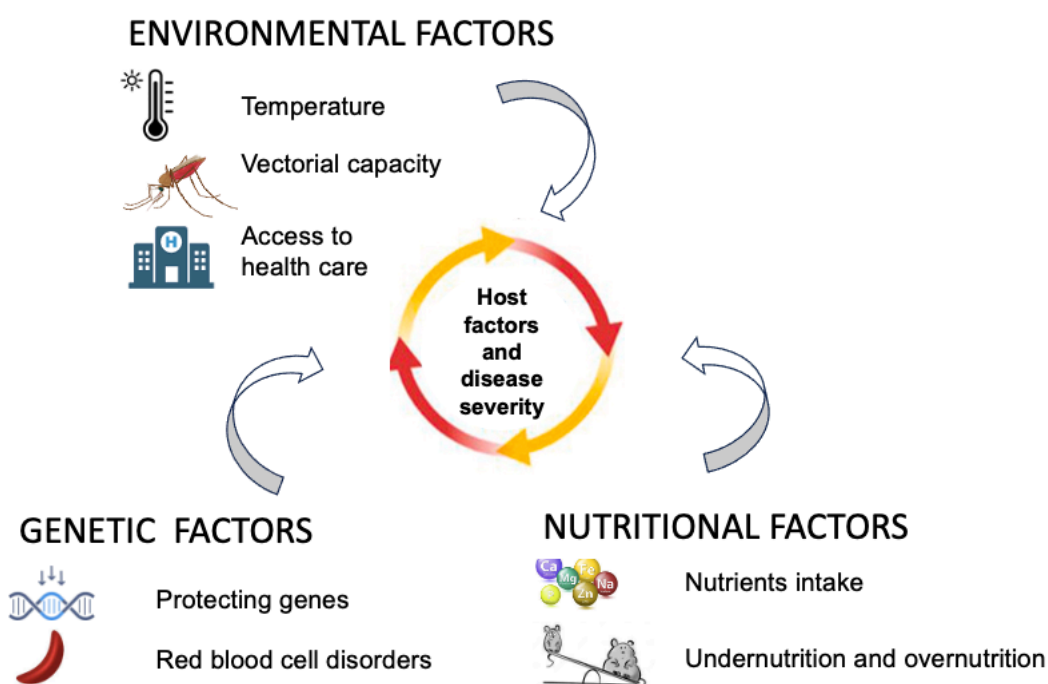 ENVIRONMENTAL FACTORS
Temperature
Vectorial capacity
H
Access to
health care
Host
factors
and
disease
severity
GENETIC FACTORS
Protecting genes
Red blood cell disorders
NUTRITIONAL FACTORS
Ca
Fe
Mg
Na
Zn
Nutrients intake
Undernutrition and overnutrition